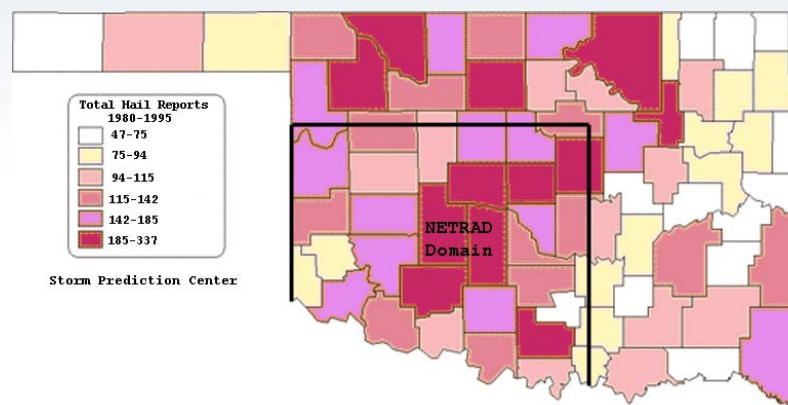 Total Hail Reports
1980-1995
47-75
75-94
94-115
115-142
142-185
185-337
NETRAD
Domain
Storm Prediction Center